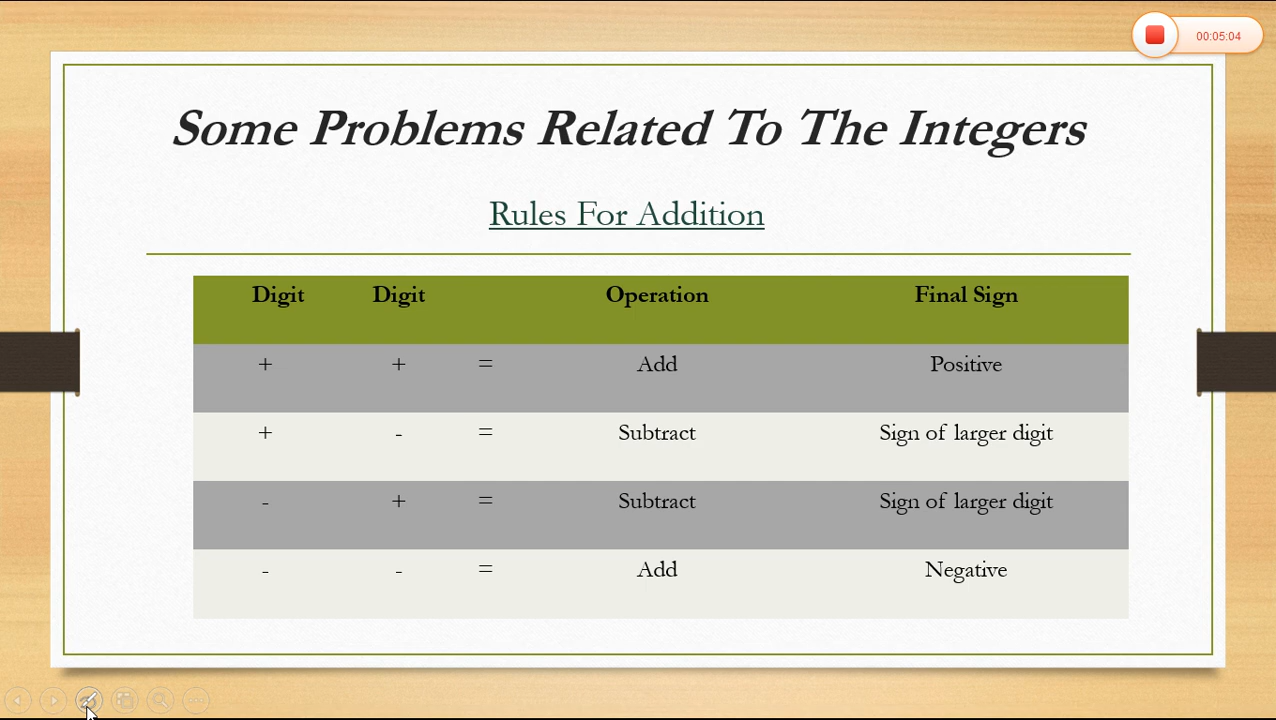 00:05:04
Some Problems Related To The Integers
Rules For Addition
Digit Digit Operation Final Sign
+ + = Add Positive
+ - = Subtract Sign of larger digit
- + = Subtract Sign of larger digit
- - = Add Negative